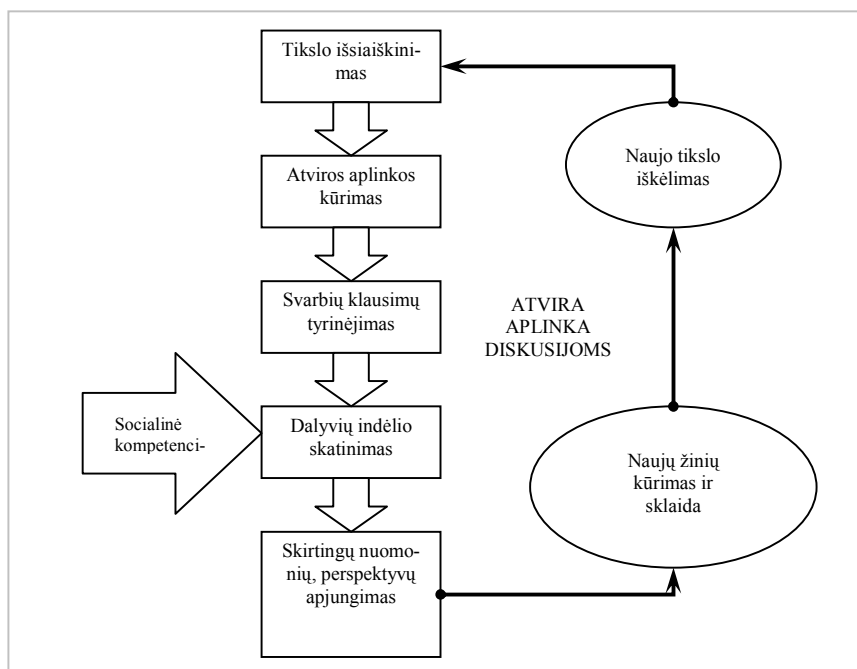 Tikslo išsiaiškini-
mas
Atviros aplinkos
kūrimas
Svarbių klausimų
tyrinėjimas
Dalyvių indėlio
skatinimas
Skirtingų nuomo-
nių, perspektyvų
apjungimas
Socialinė
kompetenci-
ATVIRA
APLINKA
DISKUSIJOMS
Naujo tikslo
iškėlimas
Naujų žinių
kūrimas ir
sklaida